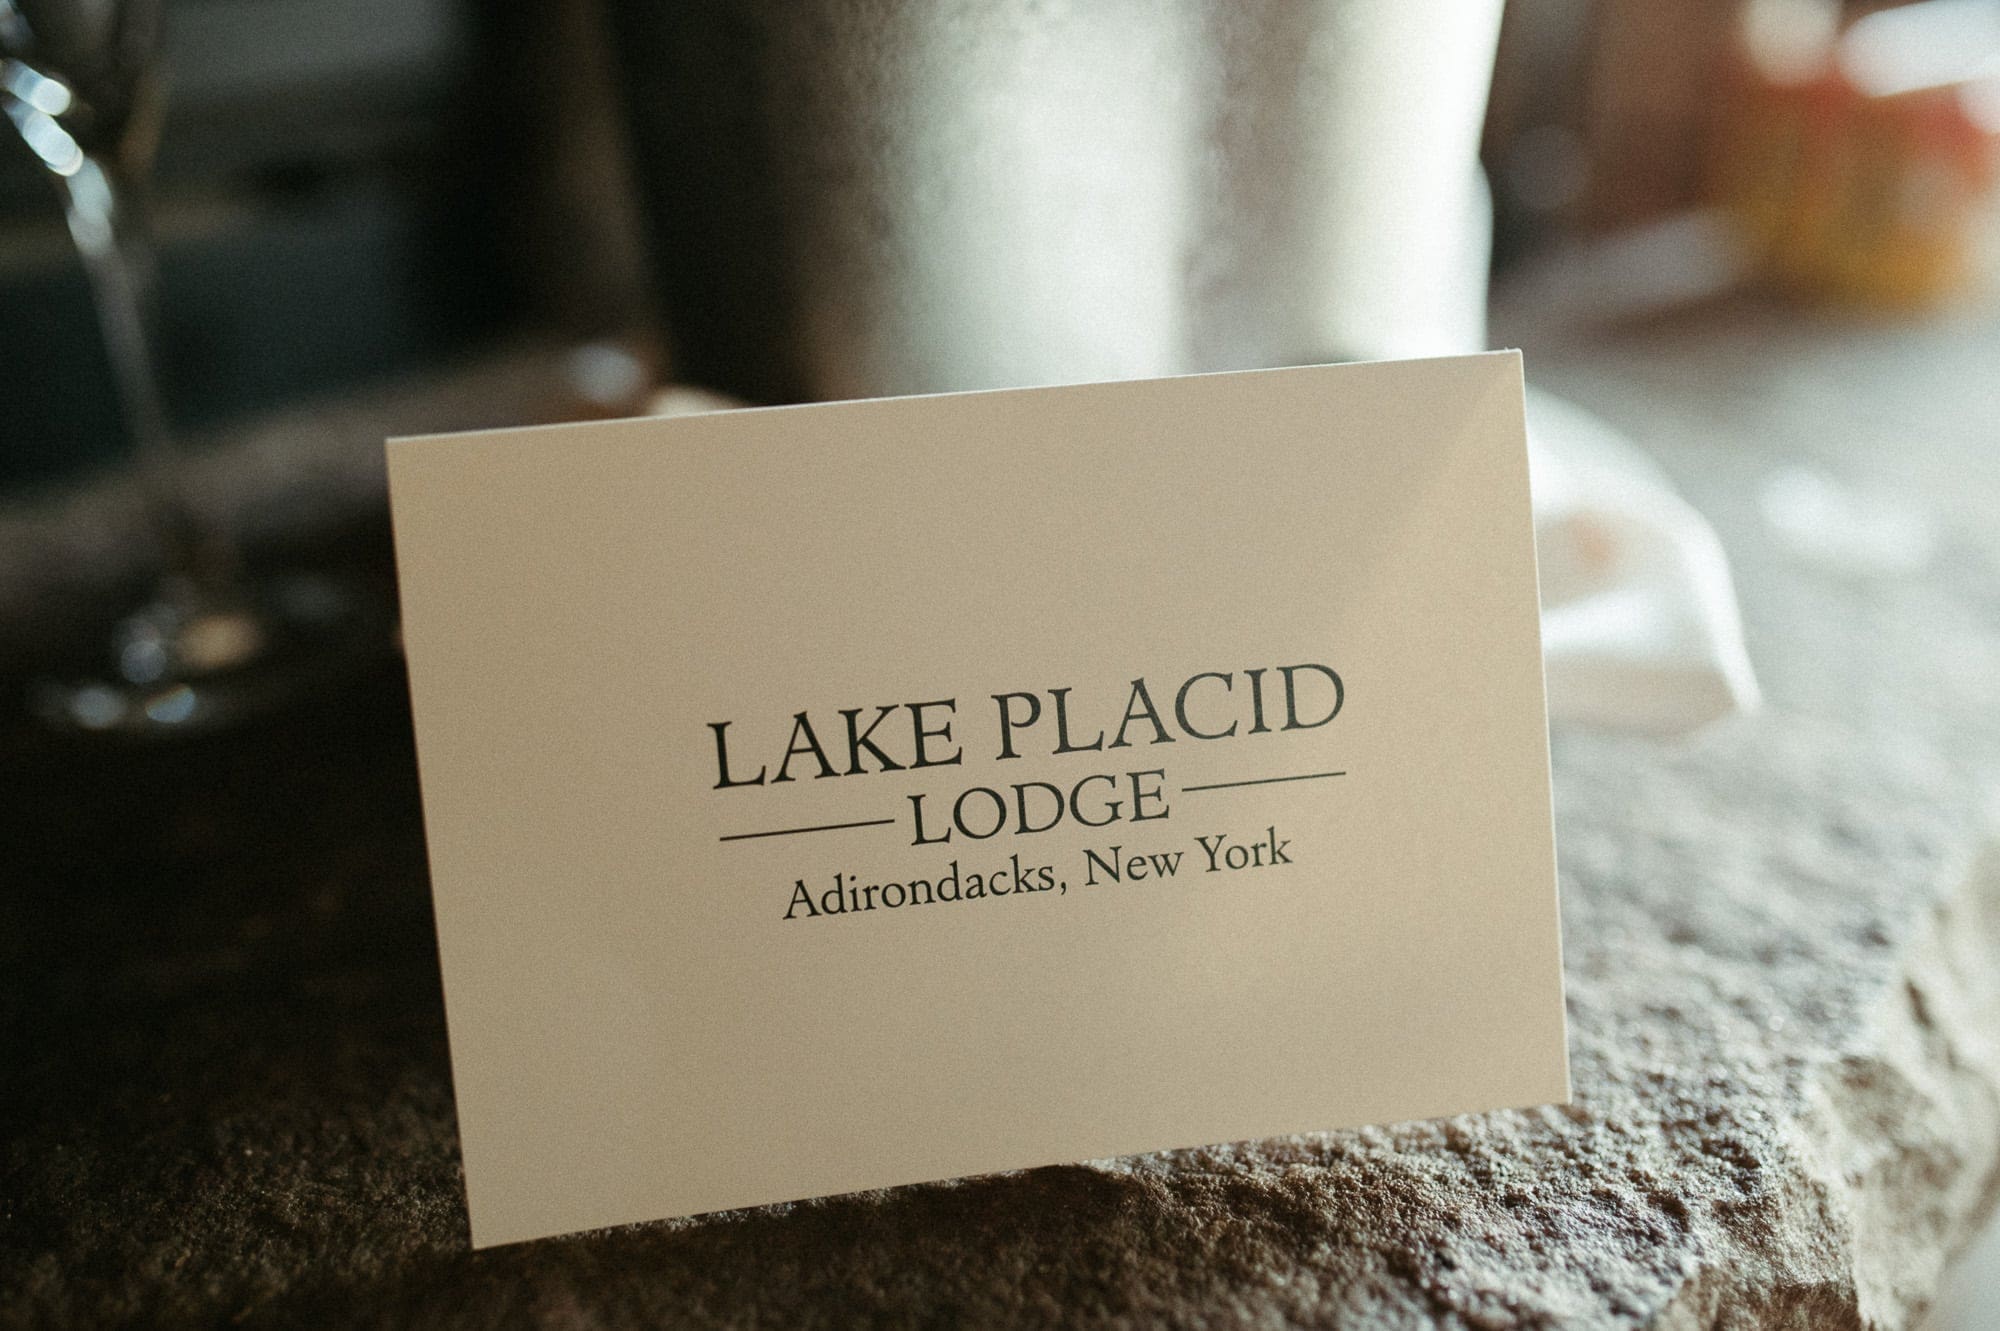 LAKE PLACID
LODGE
Adirondacks, New York